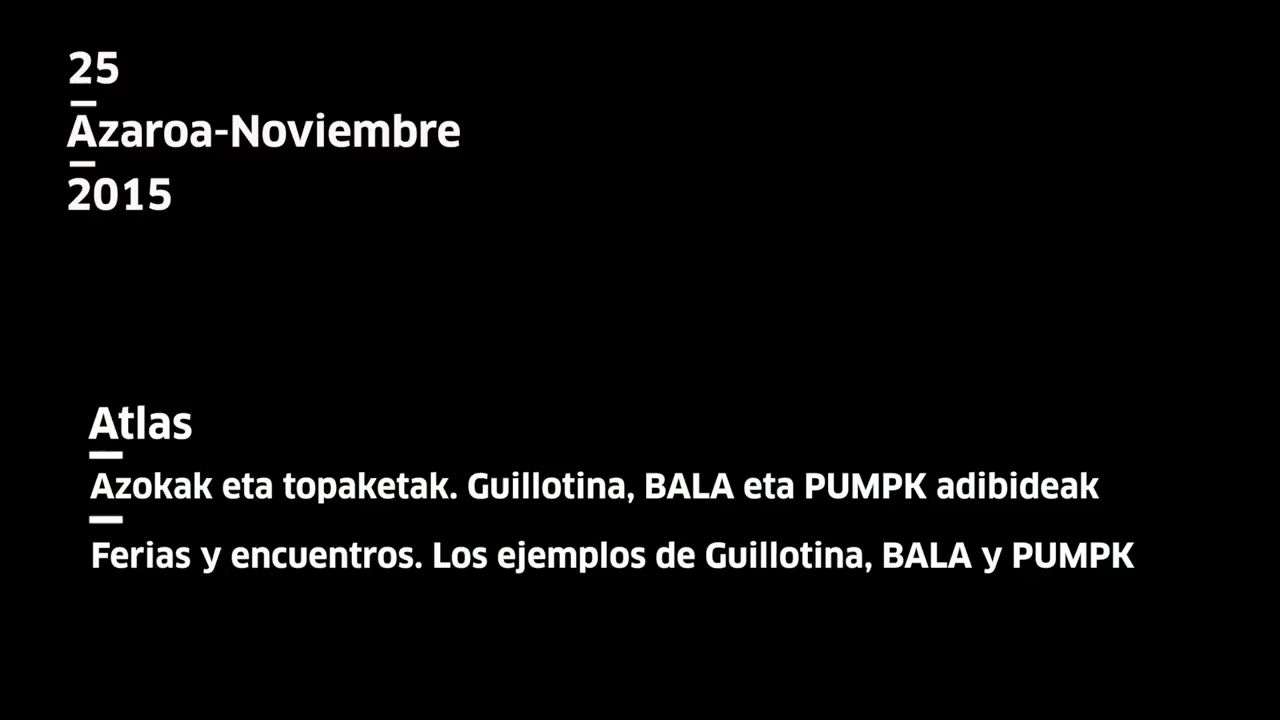 25
Azaroa-Noviembre
2015
Atlas
Azokak eta topaketak. Guillotina, BALA eta PUMPK adibideak
Ferias y encuentros. Los ejemplos de Guillotina, BALA y PUMPK